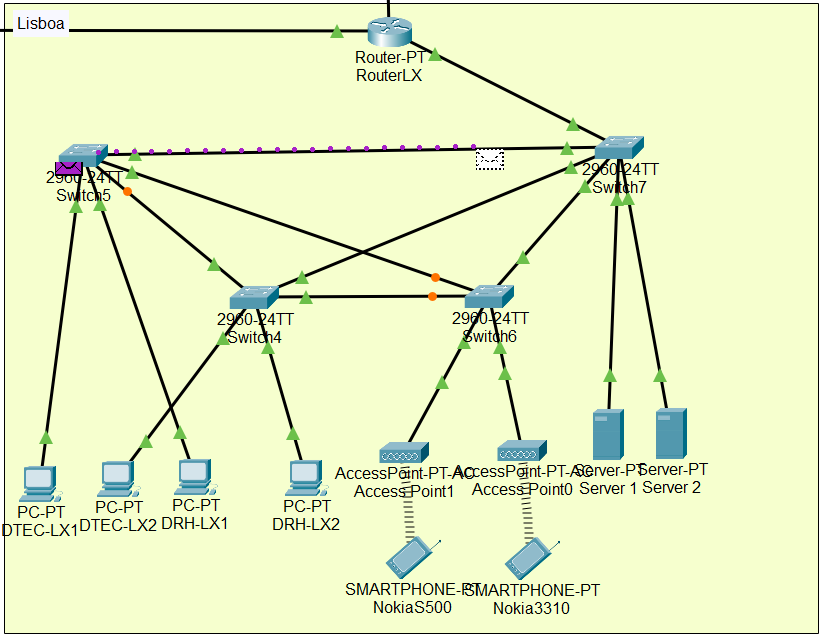 Lisboa
Router-PT
RouterLX
2960-24TT
Switch5
2960-24TT
Switch7
2960-24TT
Switch4
2960-24TT
Switch6
PC-PT
DTEC-LX1
PC-PT
DTEC-LX2
PC-PT
DRH-LX1
PC-PT
DRH-LX2
AccessPoint-PT-AC
Access Point1
AccessPoint-PT-AC
Access Point0
Server-PT
Server 1
Server-PT
Server 2
SMARTPHONE-PT
NokiaS500
SMARTPHONE-PT
Nokia3310